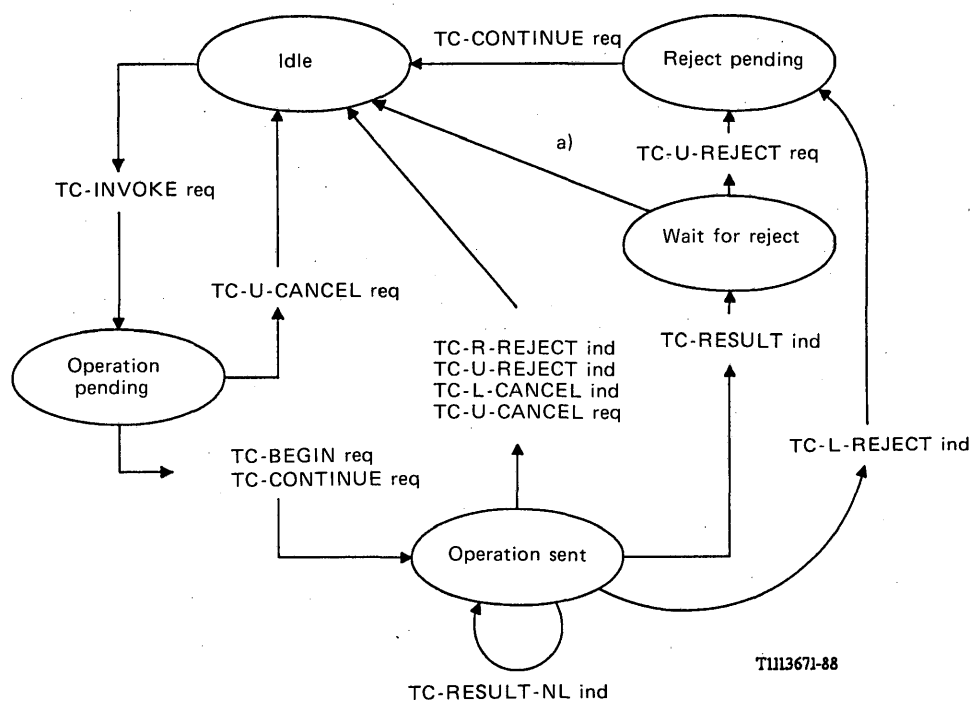 TC-CONTINUE req
Idle
Reject pending
a)
TC-U-REJECT req
TC-INVOKE req
Wait for reject
TC-U-CANCEL req
TC-RESULT ind
Operation
pending
TC-R-REJECT ind
TC-U-REJECT ind
TC-L-CANCEL ind
TC-U-CANCEL req
TC-L-REJECT ind
TC-BEGIN req
TC-CONTINUE req
Operation sent
T1113671-88
TC-RESULT-NL ind